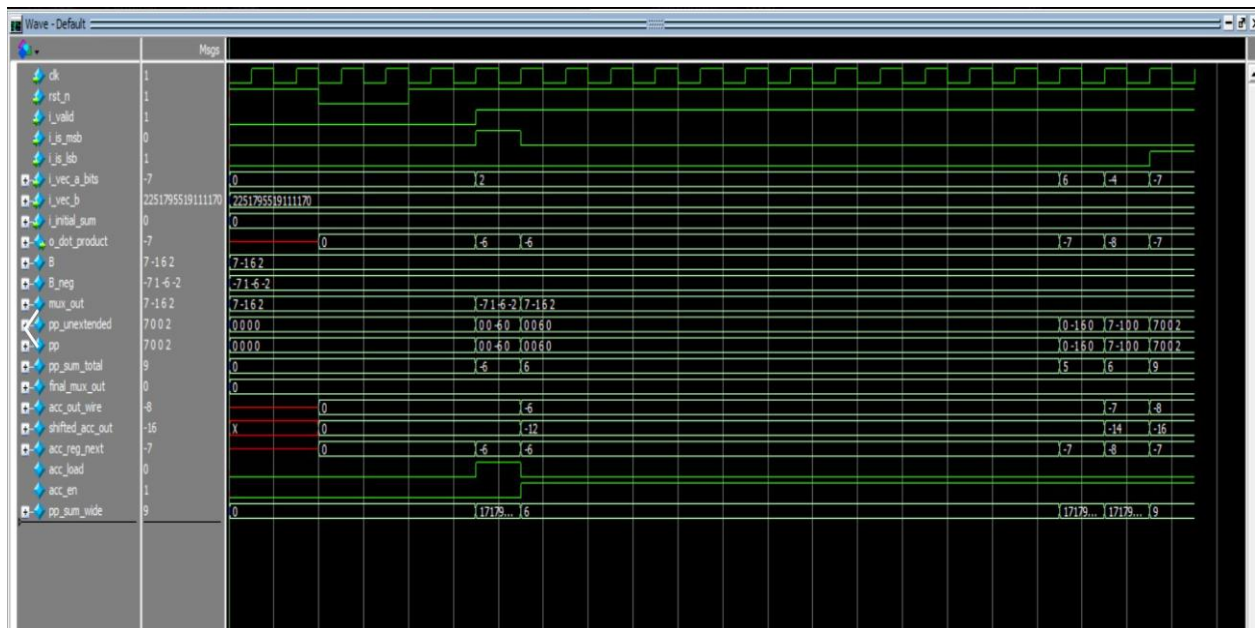 Wave - Default
Msgs
clk 1
rst_n 1
i_valid 1
i_is_msb 0
i_is_lsb 1
i_vec_a_bits -7 0 2 6 -4 -7
i_vec_b 2251795519111170 2251795519111170
i_initial_sum 0 0
o_dot_product -7 0 -6 -6 -7 -8 -7
B 7 -1 6 2 7 -1 6 2
B_neg -7 1 -6 -2 -7 1 -6 -2
mux_out 7 -1 6 2 7 -1 6 2 -7 1 -6 -2 7 -1 6 2
pp_unextended 7 0 0 2 0 0 0 0 0 0 -6 0 0 0 6 0 0 -1 6 0 7 -1 0 0 7 0 0 2
pp 7 0 0 2 0 0 0 0 0 0 -6 0 0 0 6 0 0 -1 6 0 7 -1 0 0 7 0 0 2
pp_sum_total 9 0 -6 6 5 6 9
final_mux_out 0 0
acc_out_wire -8 0 -6 -7 -8
shifted_acc_out -16 X 0 -12 -14 -16
acc_reg_next -7 0 -6 -6 -7 -8 -7
acc_load 0
acc_en 1
pp_sum_wide 9 0 17179... 6 17179... 17179... 9